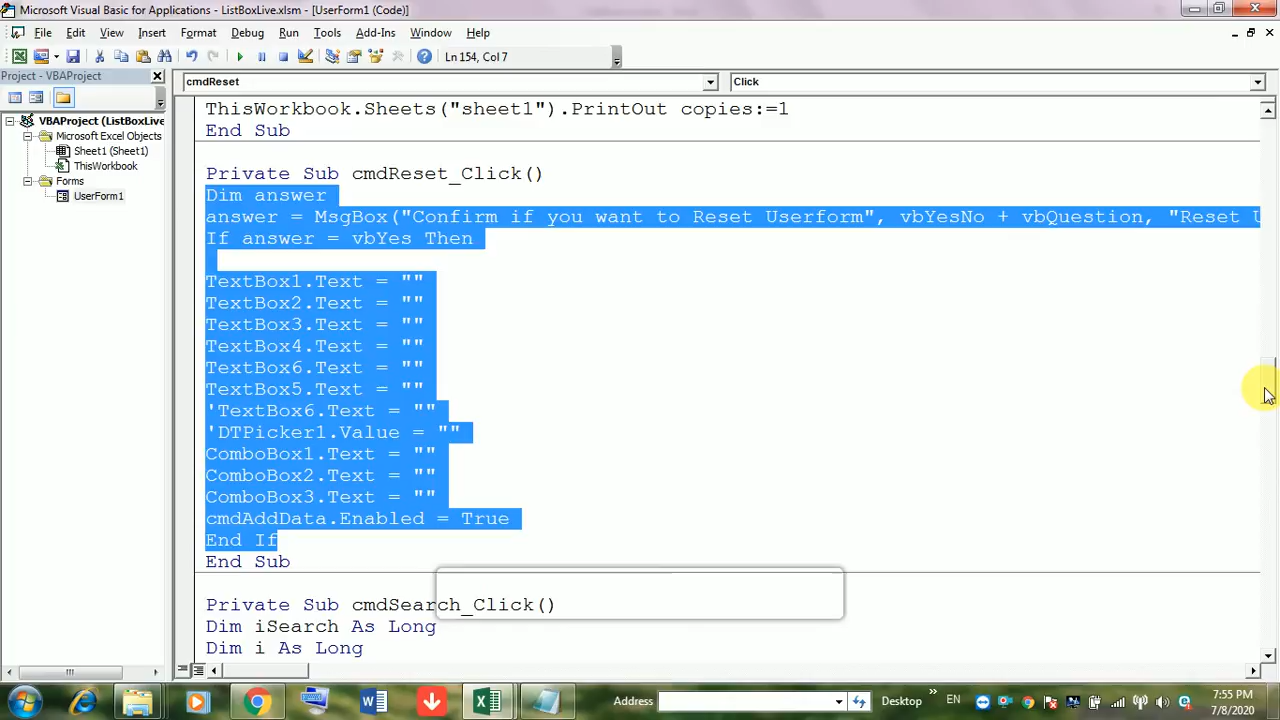 Microsoft Visual Basic for Applications - ListBoxLive.xlsm - [UserForm1 (Code)]
File Edit View Insert Format Debug Run Tools Add-Ins Window Help
Ln 154, Col 7
Project - VBAProject
cmdReset
Click
VBAProject (ListBoxLive
Microsoft Excel Objects
Sheet1 (Sheet1)
ThisWorkbook
Forms
UserForm1
ThisWorkbook.Sheets("sheet1").PrintOut copies:=1
End Sub
Private Sub cmdReset_Click()
Dim answer
answer = MsgBox("Confirm if you want to Reset Userform", vbYesNo + vbQuestion, "Reset U
If answer = vbYes Then
TextBox1.Text = ""
TextBox2.Text = ""
TextBox3.Text = ""
TextBox4.Text = ""
TextBox6.Text = ""
TextBox5.Text = ""
'TextBox6.Text = ""
'DTPicker1.Value = ""
ComboBox1.Text = ""
ComboBox2.Text = ""
ComboBox3.Text = ""
cmdAddData.Enabled = True
End If
End Sub
Private Sub cmdSearch_Click()
Dim iSearch As Long
Dim i As Long
Address
Desktop
EN
7:55 PM
7/8/2020